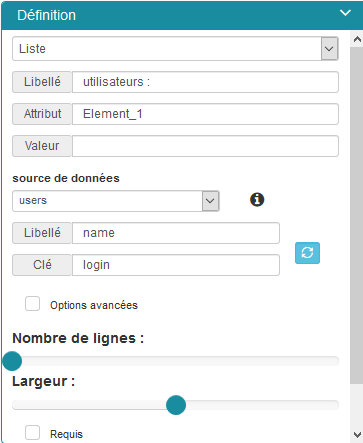 Définition
Liste
Libellé utilisateurs :
Attribut Element_1
Valeur
source de données
users
Libellé name
Clé login
Options avancées
Nombre de lignes :
Largeur :
Requis